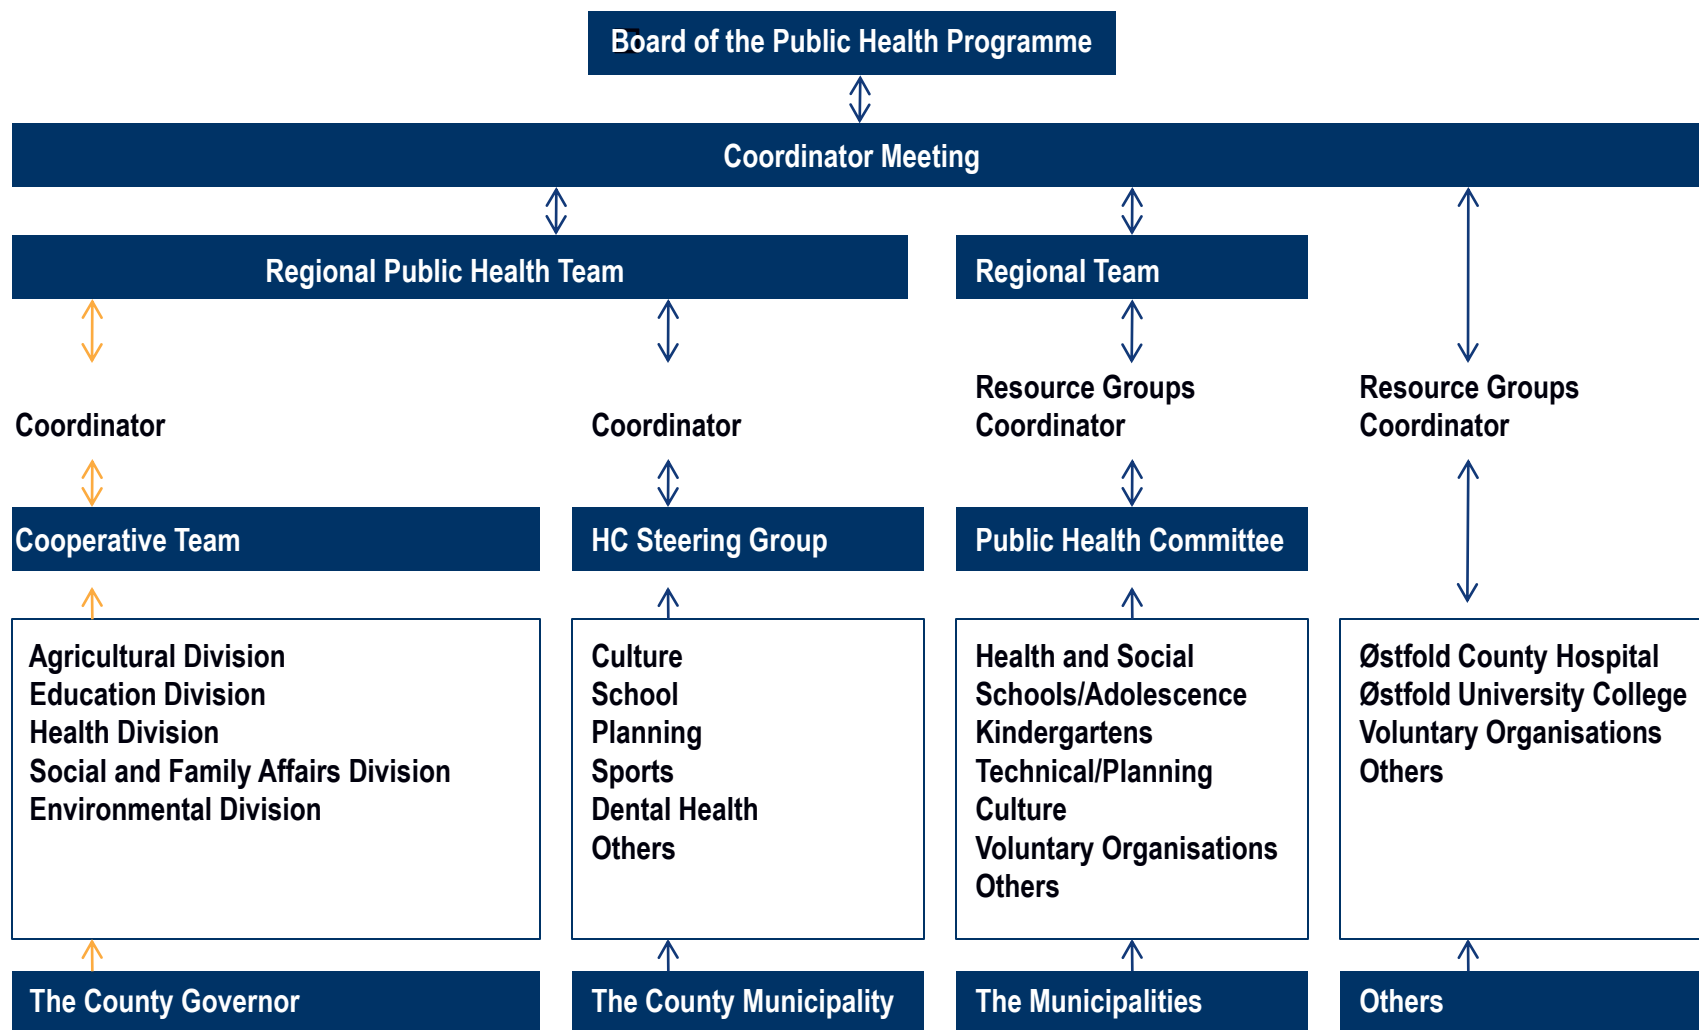 Board of the Public Health Programme
Coordinator Meeting
Regional Public Health Team
Regional Team
Coordinator
Coordinator
Resource Groups
Coordinator
Resource Groups
Coordinator
Cooperative Team
HC Steering Group
Public Health Committee
Agricultural Division
Education Division
Health Division
Social and Family Affairs Division
Environmental Division
Culture
School
Planning
Sports
Dental Health
Others
Health and Social
Schools/Adolescence
Kindergartens
Technical/Planning
Culture
Voluntary Organisations
Others
Østfold County Hospital
Østfold University College
Voluntary Organisations
Others
The County Governor
The County Municipality
The Municipalities
Others